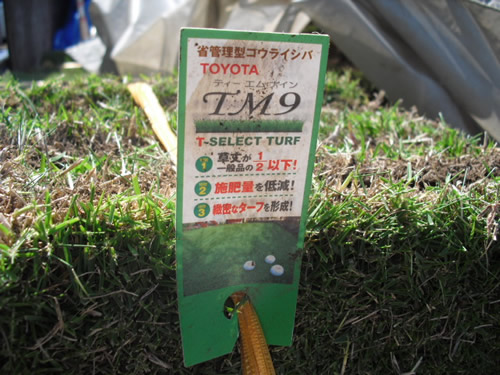 省管理型コウライシバ
TOYOTA
ティー エム ナイン
TM9
T-SELECT TURF
1 草丈が一般品の1/2以下!
2 施肥量を低減!
3 緻密なターフを形成!